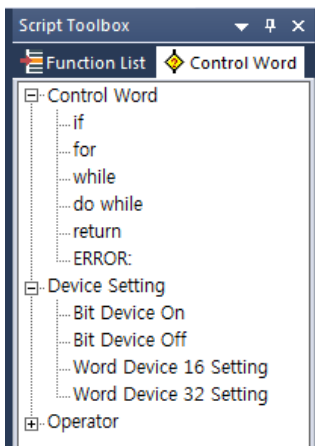 Script Toolbox
Function List Control Word
Control Word
if
for
while
do while
return
ERROR:
Device Setting
Bit Device On
Bit Device Off
Word Device 16 Setting
Word Device 32 Setting
Operator